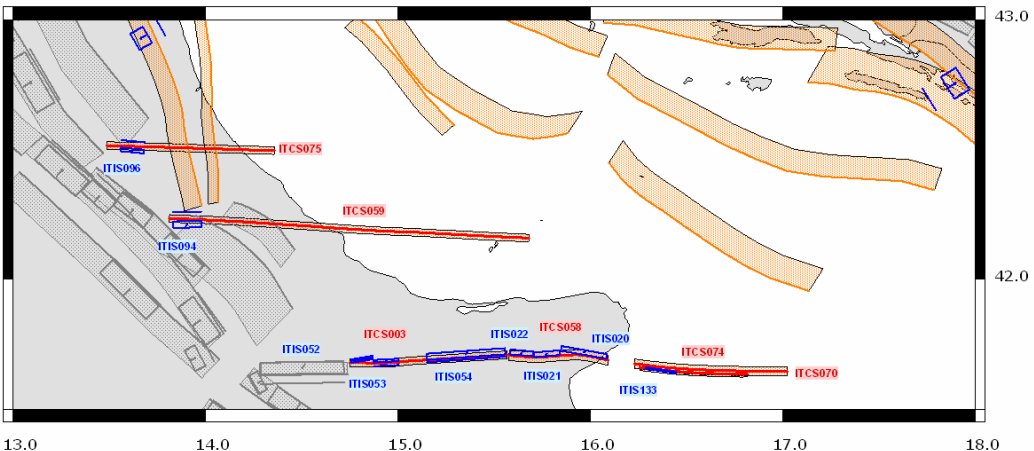 43.0
ITCS075
ITIS096
ITCS059
ITIS094
42.0
ITIS022
ITCS058
ITIS020
ITCS003
ITIS052
ITCS074
ITCS070
ITIS053
ITIS054
ITIS021
ITIS133
13.0
14.0
15.0
16.0
17.0
18.0